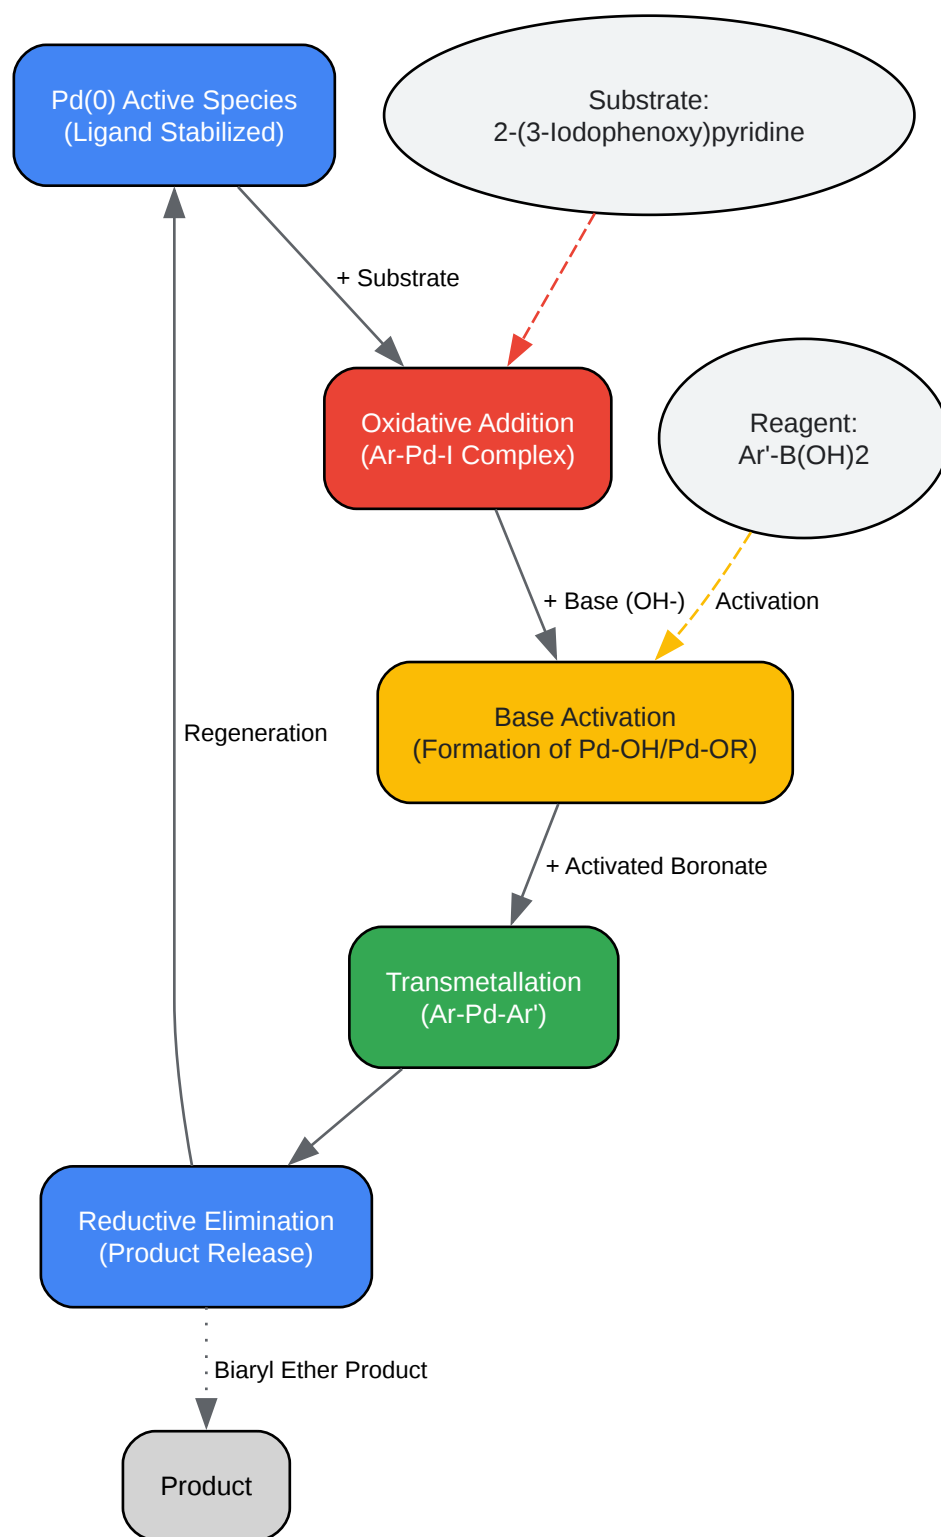 Pd(0) Active Species
(Ligand Stabilized)
Substrate:
2-(3-Iodophenoxy)pyridine
+ Substrate
Oxidative Addition
(Ar-Pd-I Complex)
Reagent:
Ar'-B(OH)2
+ Base (OH-)
Activation
Base Activation
(Formation of Pd-OH/Pd-OR)
Regeneration
+ Activated Boronate
Transmetallation
(Ar-Pd-Ar')
Reductive Elimination
(Product Release)
Biaryl Ether Product
Product